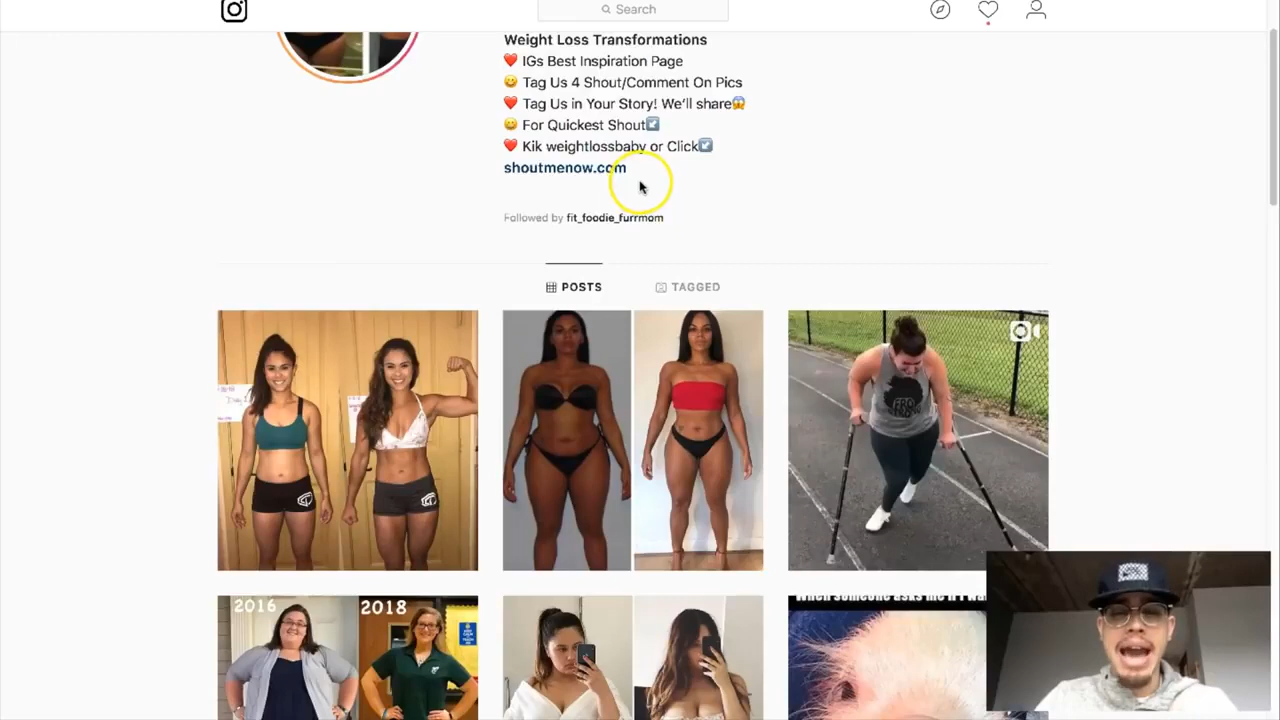 Search
Weight Loss Transformations
❤️ IGs Best Inspiration Page
😀 Tag Us 4 Shout/Comment On Pics
❤️ Tag Us in Your Story! We'll share😱
😀 For Quickest Shout↙️
❤️ Kik weightlossbaby or Click↙️
shoutmenow.com
Followed by fit_foodie_furrmom
POSTS
TAGGED
2016
2018